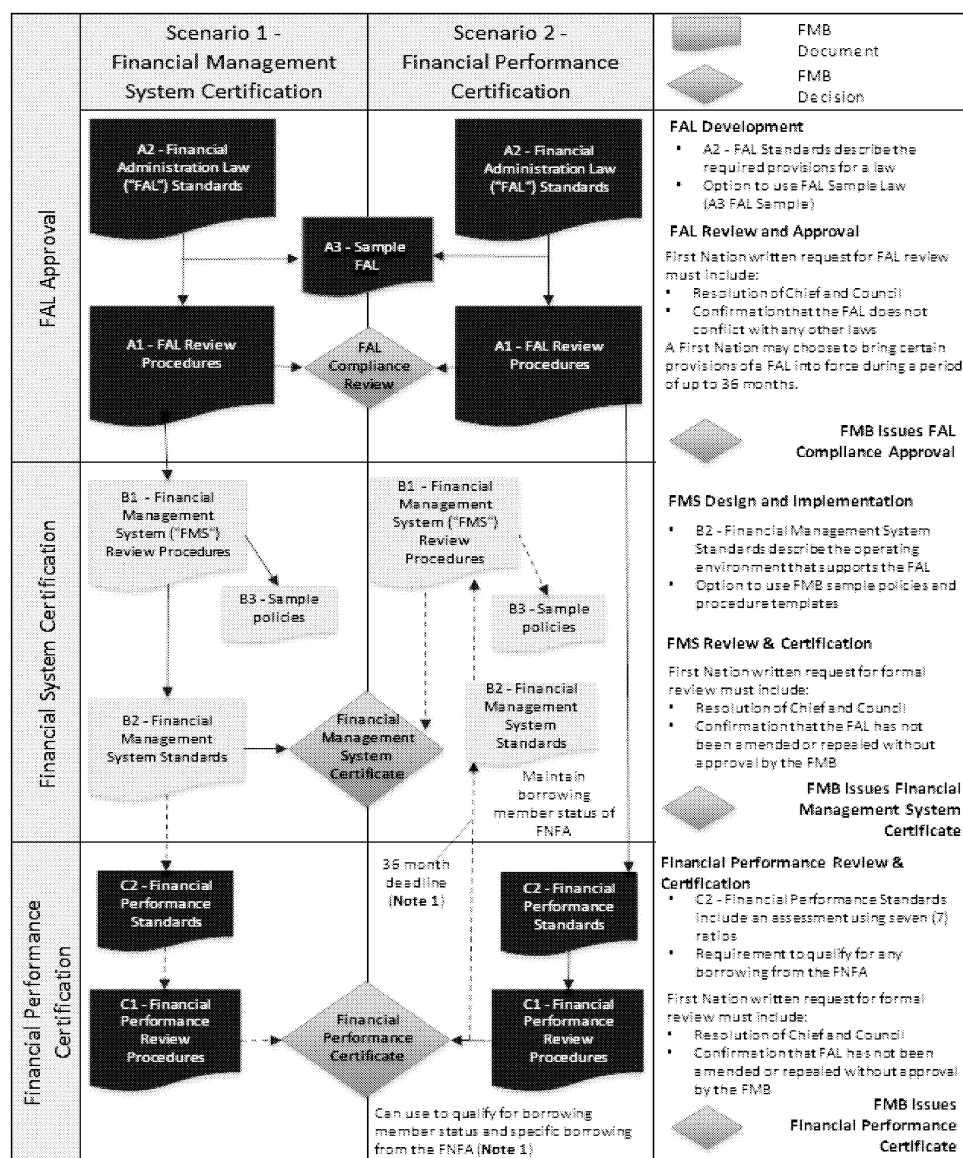 Scenario 1 -
Financial Management
System Certification
Scenario 2 -
Financial Performance
Certification
FMB
Document
FMB
Decision
FAL Approval
A2 - Financial
Administration Law
("FAL") Standards
A2 - Financial
Administration Law
("FAL") Standards
A3 - Sample
FAL
A1 - FAL Review
Procedures
FAL
Compliance
Review
A1 - FAL Review
Procedures
FAL Development
• A2 - FAL Standards describe the
required provisions for a law
• Option to use FAL Sample Law
(A3 FAL Sample)
FAL Review and Approval
First Nation written request for FAL review
must include:
• Resolution of Chief and Council
• Confirmation that the FAL does not
conflict with any other laws
A First Nation may choose to bring certain
provisions of a FAL into force during a period
of up to 36 months.
FMB Issues FAL
Compliance Approval
Financial System Certification
B1 - Financial
Management
System ("FMS")
Review Procedures
B3 - Sample
policies
B2 - Financial
Management
System Standards
Financial
Management
System
Certificate
B1 - Financial
Management
System ("FMS")
Review
Procedures
B3 - Sample
policies
B2 - Financial
Management
System
Standards
Maintain
borrowing
member status of
FNFA
FMS Design and Implementation
• B2 - Financial Management System
Standards describe the operating
environment that supports the FAL
• Option to use FMB sample policies and
procedure templates
FMS Review & Certification
First Nation written request for formal
review must include:
• Resolution of Chief and Council
• Confirmation that the FAL has not
been amended or repealed without
approval by the FMB
FMB Issues Financial
Management System
Certificate
Financial Performance
Certification
36 month
deadline
(Note 1)
C2 - Financial
Performance
Standards
C1 - Financial
Performance
Review
Procedures
Financial
Performance
Certificate
C2 - Financial
Performance
Standards
C1 - Financial
Performance
Review
Procedures
Can use to qualify for borrowing
member status and specific borrowing
from the FNFA (Note 1)
Financial Performance Review &
Certification
• C2 - Financial Performance Standards
include an assessment using seven (7)
ratios
• Requirement to qualify for any
borrowing from the FNFA
First Nation written request for formal
review must include:
• Resolution of Chief and Council
• Confirmation that FAL has not been
amended or repealed without approval
by the FMB
FMB Issues
Financial Performance
Certificate